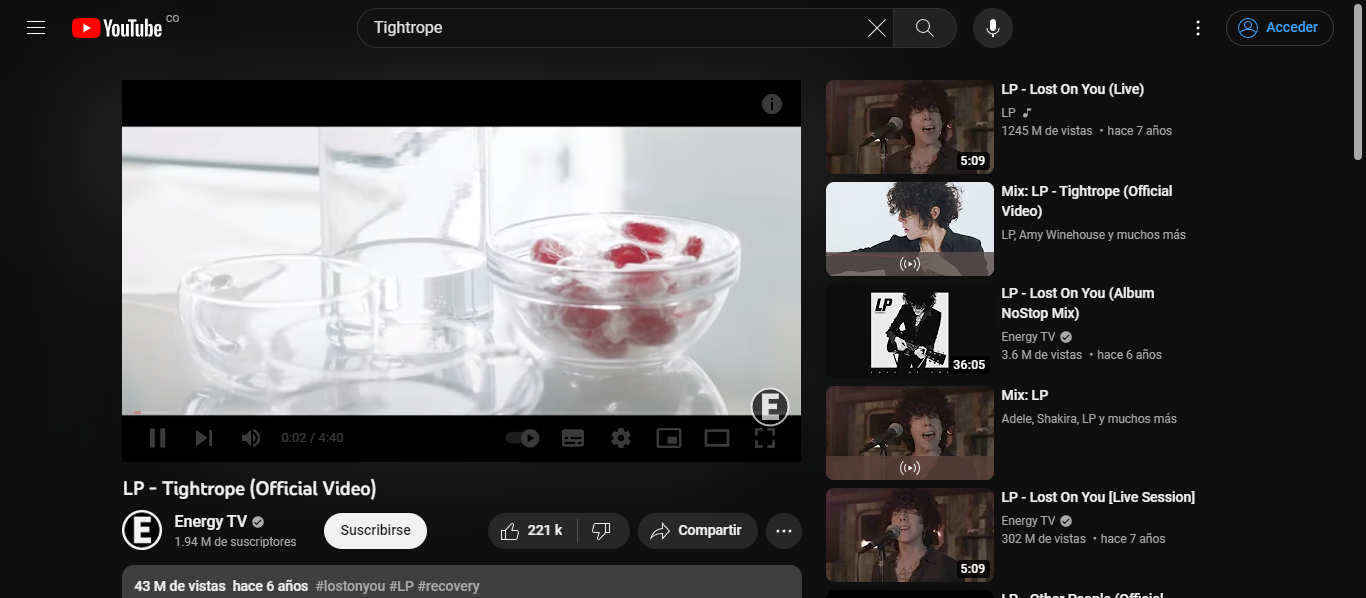 YouTube CO
Tightrope
Acceder
0:02 / 4:40
E
LP - Tightrope (Official Video)
E
Energy TV
1.94 M de suscriptores
Suscribirse
221 k
Compartir
43 M de vistas hace 6 años #lostonyou #LP #recovery
5:09
LP - Lost On You (Live)
LP
1245 M de vistas • hace 7 años
Mix: LP - Tightrope (Official
Video)
LP, Amy Winehouse y muchos más
LP
36:05
LP - Lost On You (Album
NoStop Mix)
Energy TV
3.6 M de vistas • hace 6 años
Mix: LP
Adele, Shakira, LP y muchos más
5:09
LP - Lost On You [Live Session]
Energy TV
302 M de vistas • hace 7 años
LP - Other People (Official